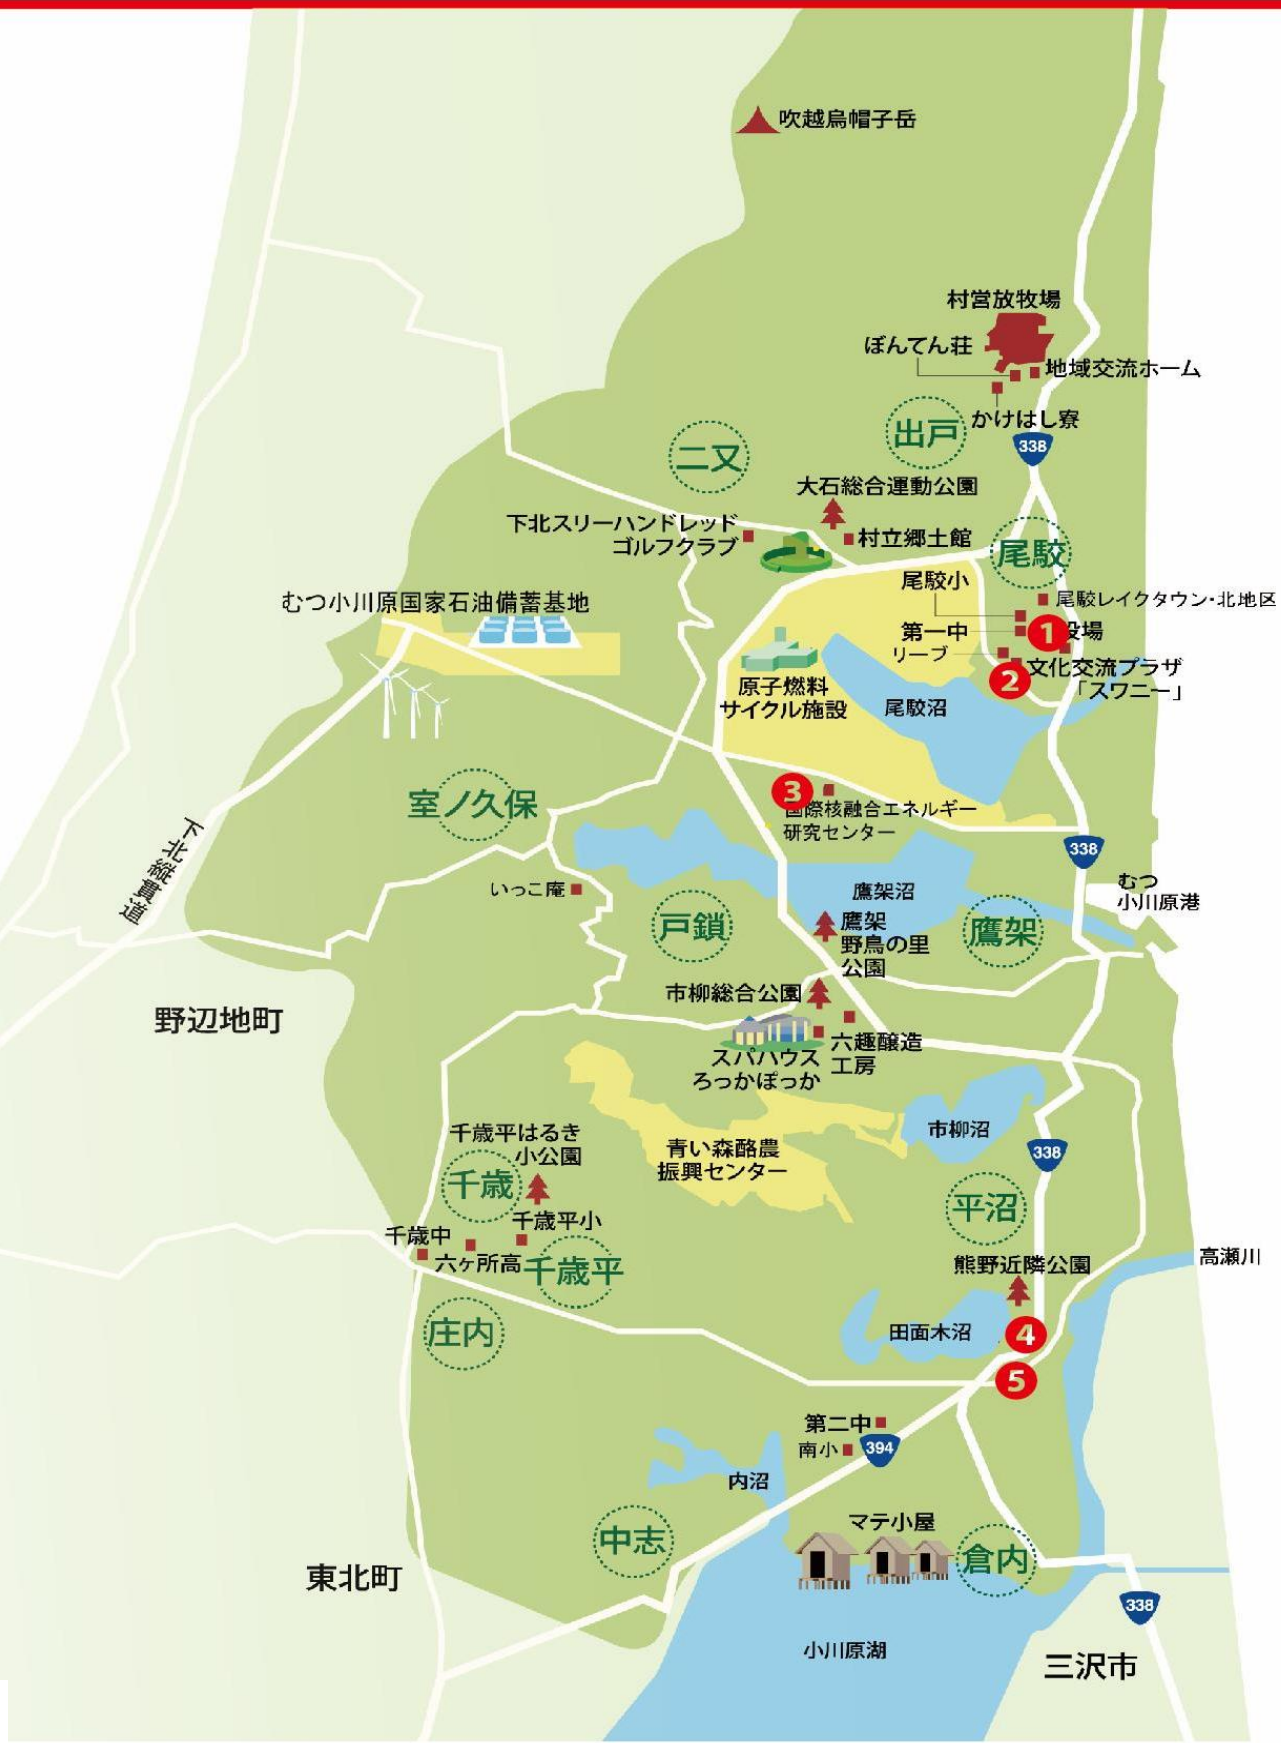 吹越烏帽子岳
村営放牧場
ぼんてん荘
地域交流ホーム
かけはし寮
出戸
338
二又
大石総合運動公園
下北スリーハンドレッド
ゴルフクラブ
村立郷土館
尾駮
尾駮小
むつ小川原国家石油備蓄基地
尾駮レイクタウン・北地区
第一中
1
役場
リーブ
文化交流プラザ
「スワニー」
2
原子燃料
サイクル施設
尾駮沼
3
国際核融合エネルギー
研究センター
室ノ久保
下北縦貫道
338
いっこ庵
鷹架沼
むつ
小川原港
戸鎖
鷹架
野鳥の里
公園
鷹架
市柳総合公園
野辺地町
六趣醸造
工房
スパハウス
ろっかぽっか
千歳平はるき
小公園
青い森酪農
振興センター
市柳沼
338
千歳
平沼
千歳平小
千歳中
六ヶ所高
千歳平
熊野近隣公園
高瀬川
庄内
田面木沼
4
5
第二中
南小
394
内沼
マテ小屋
中志
倉内
東北町
338
小川原湖
三沢市